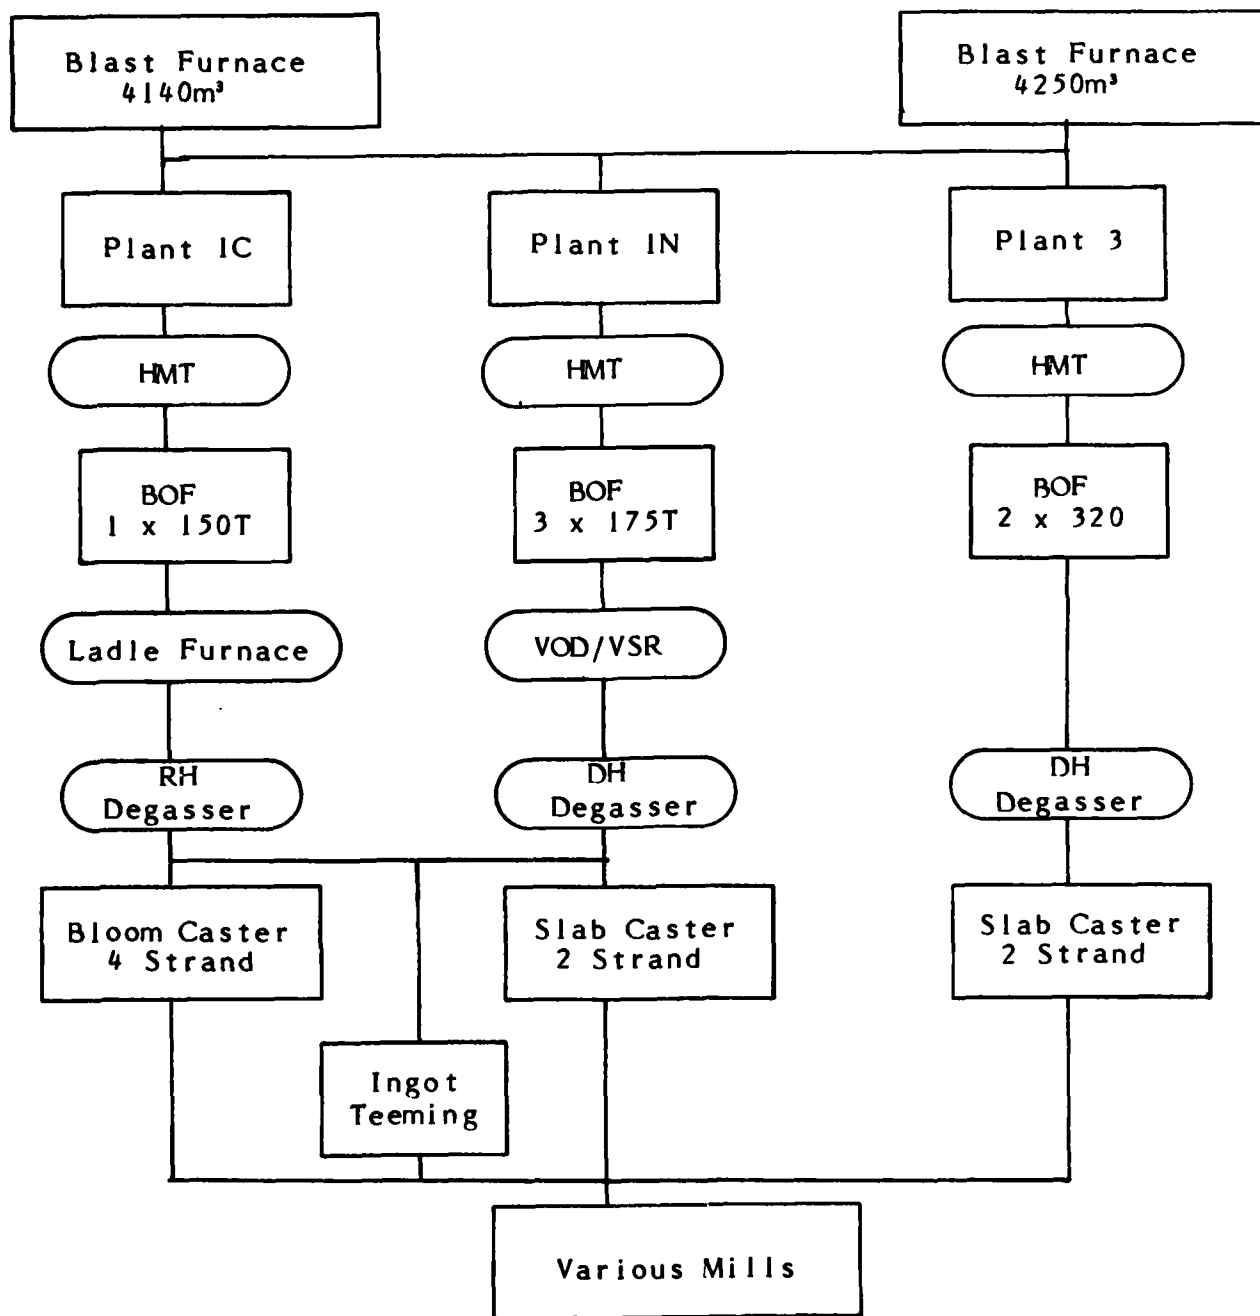 Blast Furnace
4140m³
Blast Furnace
4250m³
Plant 1C
Plant 1N
Plant 3
HMT
HMT
HMT
BOF
1 x 150T
BOF
3 x 175T
BOF
2 x 320
Ladle Furnace
VOD/VSR
RH
Degasser
DH
Degasser
DH
Degasser
Bloom Caster
4 Strand
Slab Caster
2 Strand
Slab Caster
2 Strand
Ingot
Teeming
Various Mills